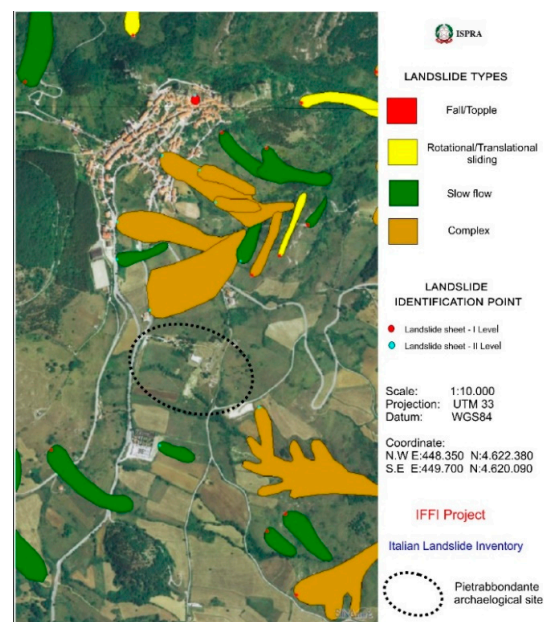 ISPRA
LANDSLIDE TYPES
Fall/Topple
Rotational/Translational
sliding
Slow flow
Complex
LANDSLIDE
IDENTIFICATION POINT
Landslide sheet - I Level
Landslide sheet - II Level
Scale: 1:10.000
Projection: UTM 33
Datum: WGS84
Coordinate:
N.W E:448.350 N:4.622.380
S.E E:449.700 N:4.620.090
IFFI Project
Italian Landslide Inventory
Pietrabbondante
archaelogical site